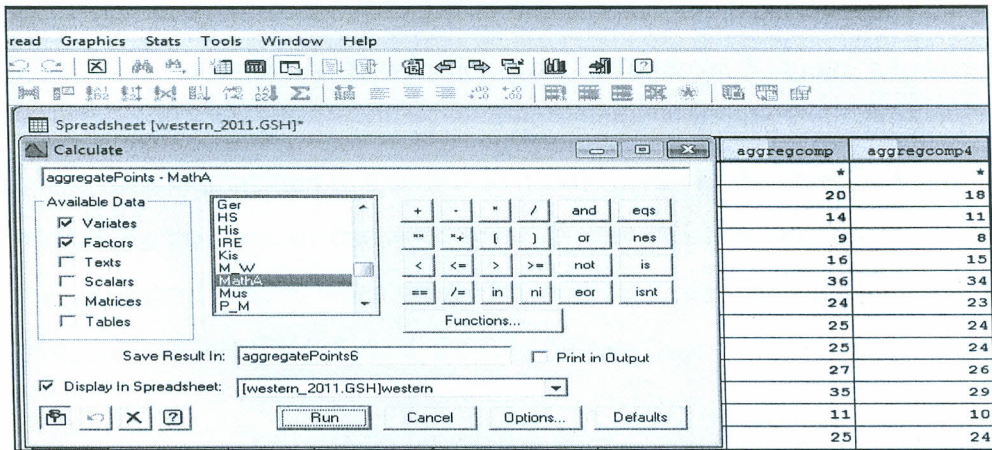 read Graphics Stats Tools Window Help
Spreadsheet [western_2011.GSH]*
Calculate
aggregatePoints - MathA
Available Data
Variates
Factors
Texts
Scalars
Matrices
Tables
Ger
HS
His
IRE
Kis
M_W
MathA
Mus
P_M
+ - * / and eqs
** *+ ( ) or nes
< <= > >= not is
== /= in ni eor isnt
Functions...
Save Result In: aggregatePoints6 Print in Output
Display In Spreadsheet: [western_2011.GSH]western
Run Cancel Options... Defaults
aggregcomp aggregcomp4
* *
20 18
14 11
9 8
16 15
36 34
24 23
25 24
25 24
27 26
35 29
11 10
25 24